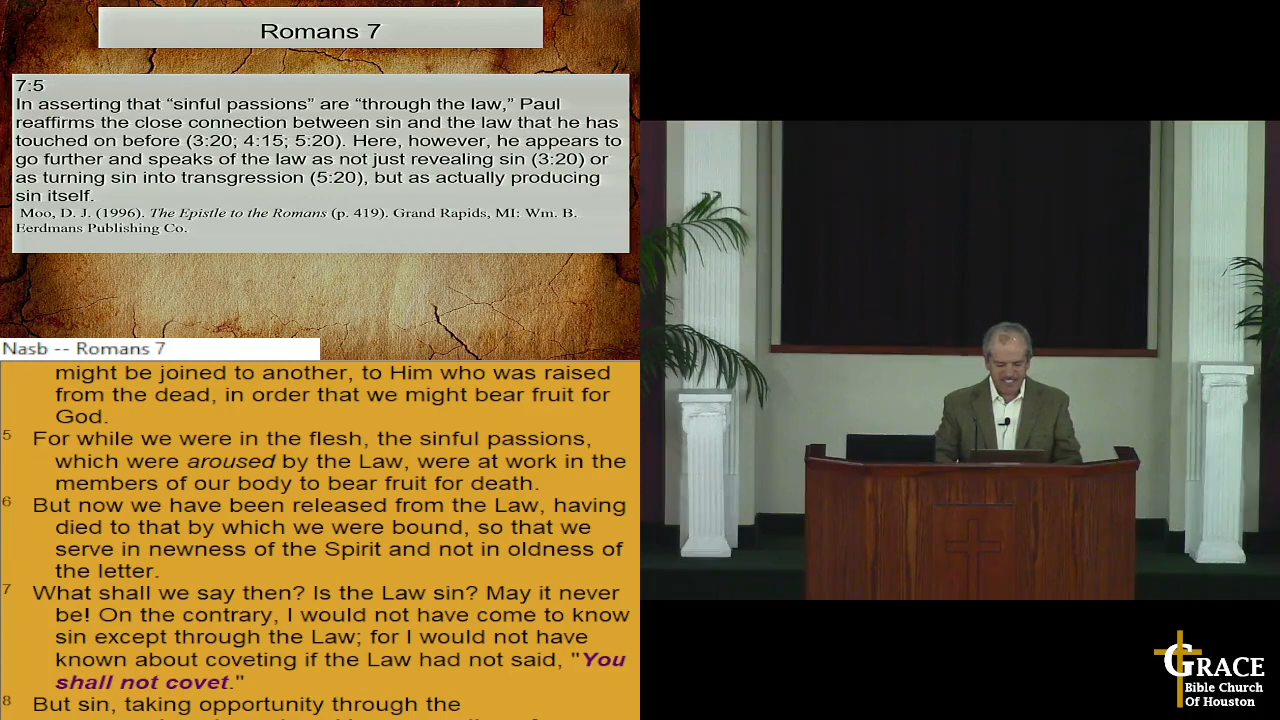 Romans 7
7:5
In asserting that “sinful passions” are “through the law,” Paul
reaffirms the close connection between sin and the law that he has
touched on before (3:20; 4:15; 5:20). Here, however, he appears to
go further and speaks of the law as not just revealing sin (3:20) or
as turning sin into transgression (5:20), but as actually producing
sin itself.
Moo, D. J. (1996). The Epistle to the Romans (p. 419). Grand Rapids, MI: Wm. B.
Eerdmans Publishing Co.
Nasb -- Romans 7
might be joined to another, to Him who was raised
from the dead, in order that we might bear fruit for
God.
5 For while we were in the flesh, the sinful passions,
which were aroused by the Law, were at work in the
members of our body to bear fruit for death.
6 But now we have been released from the Law, having
died to that by which we were bound, so that we
serve in newness of the Spirit and not in oldness of
the letter.
7 What shall we say then? Is the Law sin? May it never
be! On the contrary, I would not have come to know
sin except through the Law; for I would not have
known about coveting if the Law had not said, "You
shall not covet."
8 But sin, taking opportunity through the
GRACE
Bible Church
Of Houston